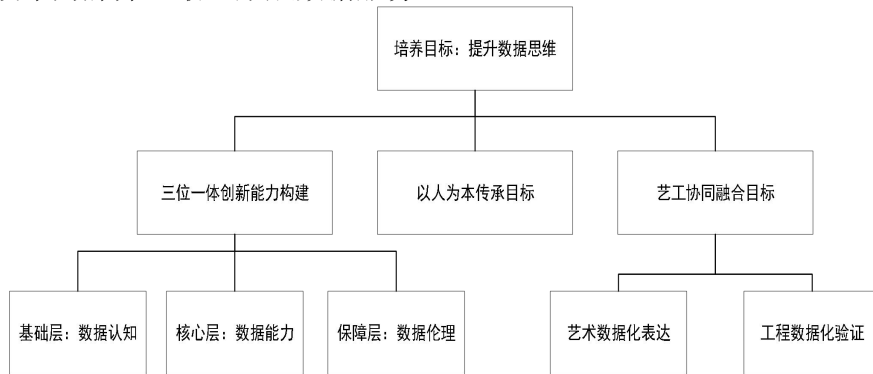 培养目标：提升数据思维
三位一体创新能力构建
以人为本传承目标
艺工协同融合目标
基础层：数据认知
核心层：数据能力
保障层：数据伦理
艺术数据化表达
工程数据化验证